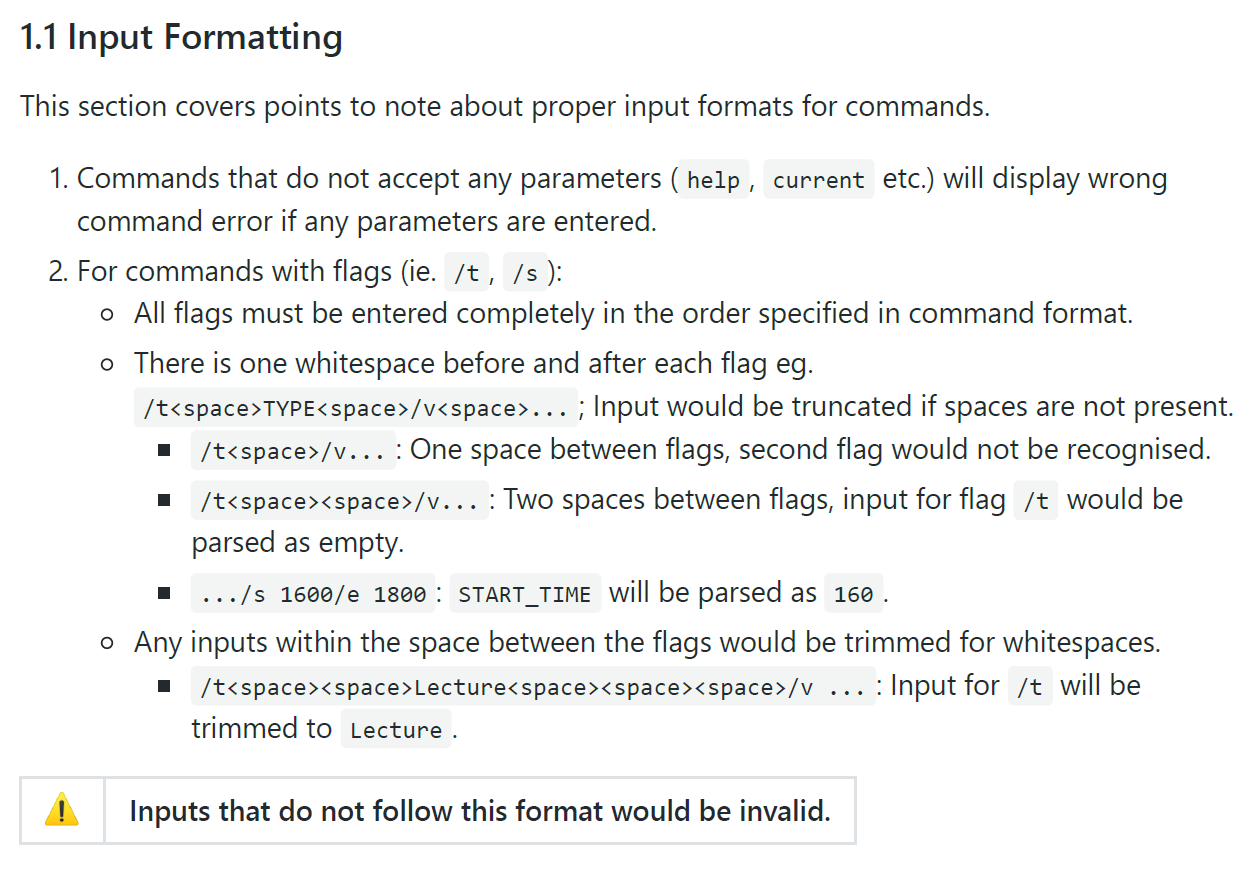 1.1 Input Formatting
This section covers points to note about proper input formats for commands.
1. Commands that do not accept any parameters ( help , current etc.) will display wrong
command error if any parameters are entered.
2. For commands with flags (ie. /t , /s ):
○ All flags must be entered completely in the order specified in command format.
○ There is one whitespace before and after each flag eg.
/t<space>TYPE<space>/v<space>... ; Input would be truncated if spaces are not present.
■ /t<space>/v... : One space between flags, second flag would not be recognised.
■ /t<space><space>/v... : Two spaces between flags, input for flag /t would be
parsed as empty.
■ .../s 1600/e 1800 : START_TIME will be parsed as 160 .
○ Any inputs within the space between the flags would be trimmed for whitespaces.
■ /t<space><space>Lecture<space><space><space>/v ... : Input for /t will be
trimmed to Lecture .
Inputs that do not follow this format would be invalid.